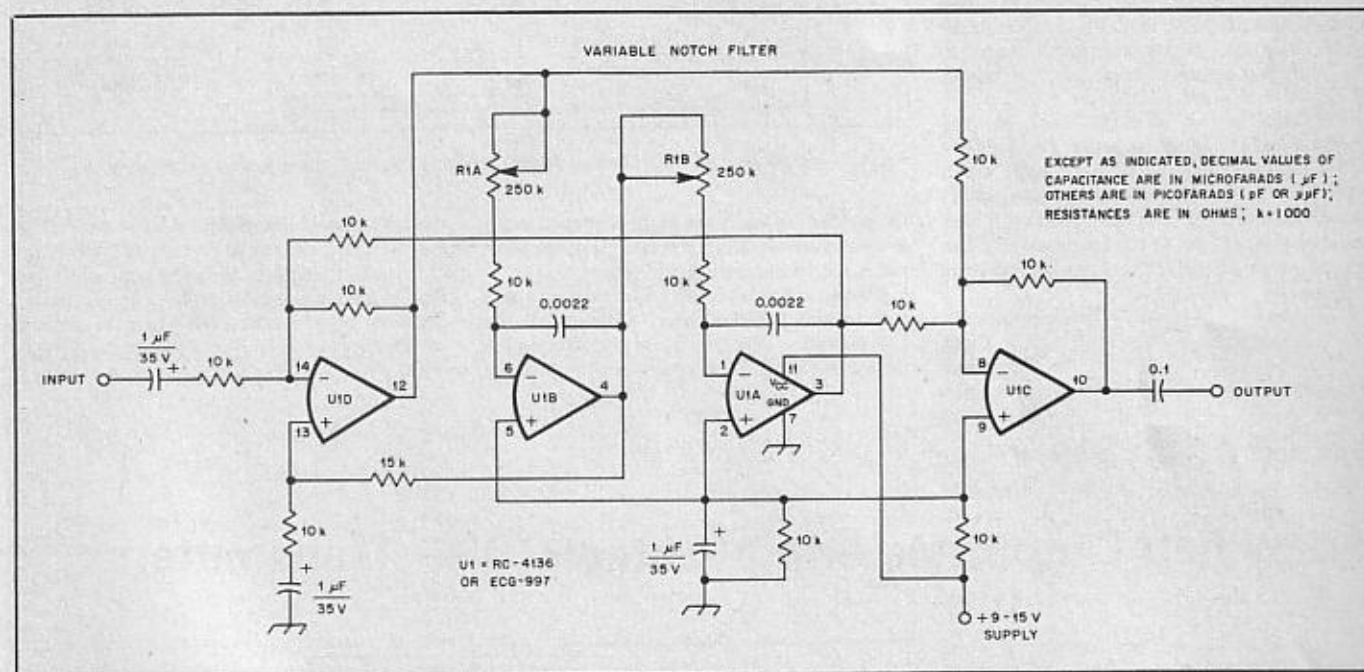 VARIABLE NOTCH FILTER
R1A
250 k
R1B
250 k
10 k
EXCEPT AS INDICATED, DECIMAL VALUES OF
CAPACITANCE ARE IN MICROFARADS (µF);
OTHERS ARE IN PICOFARADS (pF OR µµF);
RESISTANCES ARE IN OHMS; k=1000
10 k
10 k
10 k
0.0022
10 k
0.0022
10 k
10 k
INPUT
1 µF
35 V
+
10 k
14
−
U1D
12
13
+
6
−
U1B
4
5
+
1
−
U1A
11
VCC
GND
7
3
2
+
8
−
U1C
10
9
+
0.1
OUTPUT
15 k
10 k
+
1 µF
35 V
U1 = RC-4136
OR ECG-997
1 µF
35 V
+
10 k
10 k
+9-15 V
SUPPLY